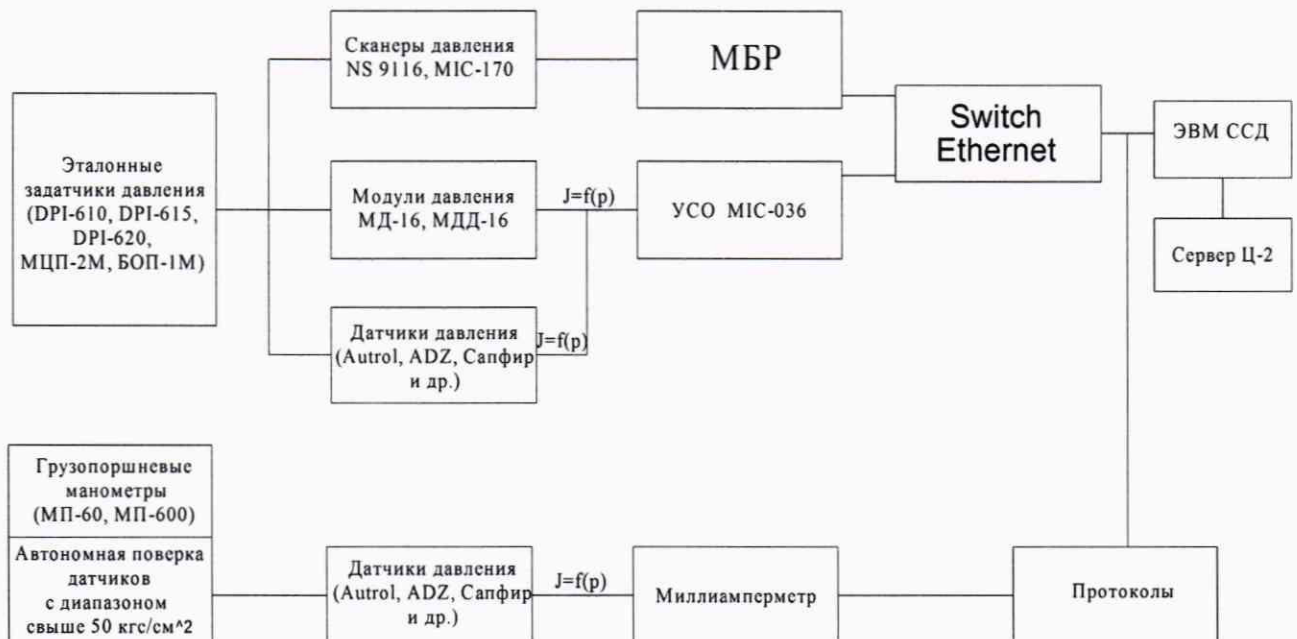 Эталонные
задатчики давления
(DPI-610, DPI-615,
DPI-620,
МЦП-2М, БОП-1М)
Сканеры давления
NS 9116, MIC-170
МБР
Модули давления
МД-16, МДД-16
J=f(p)
УСО MIC-036
Датчики давления
(Autrol, ADZ, Сапфир
и др.)
J=f(p)
Switch
Ethernet
ЭВМ ССД
Сервер Ц-2
Грузопоршневые
манометры
(МП-60, МП-600)
Автономная поверка
датчиков
с диапазоном
свыше 50 кгс/см^2
Датчики давления
(Autrol, ADZ, Сапфир
и др.)
J=f(p)
Миллиамперметр
Протоколы